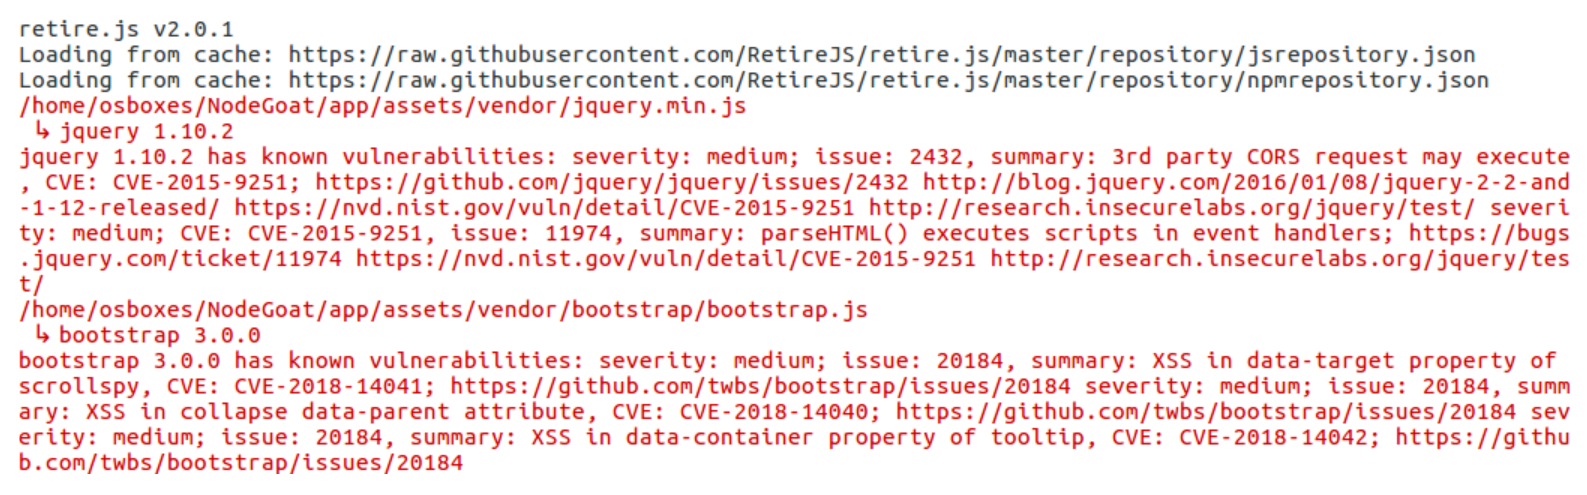 retire.js v2.0.1
Loading from cache: https://raw.githubusercontent.com/RetireJS/retire.js/master/repository/jsrepository.json
Loading from cache: https://raw.githubusercontent.com/RetireJS/retire.js/master/repository/npmrepository.json
/home/osboxes/NodeGoat/app/assets/vendor/jquery.min.js
 ↳ jquery 1.10.2
jquery 1.10.2 has known vulnerabilities: severity: medium; issue: 2432, summary: 3rd party CORS request may execute
, CVE: CVE-2015-9251; https://github.com/jquery/jquery/issues/2432 http://blog.jquery.com/2016/01/08/jquery-2-2-and
-1-12-released/ https://nvd.nist.gov/vuln/detail/CVE-2015-9251 http://research.insecurelabs.org/jquery/test/ severi
ty: medium; CVE: CVE-2015-9251, issue: 11974, summary: parseHTML() executes scripts in event handlers; https://bugs
.jquery.com/ticket/11974 https://nvd.nist.gov/vuln/detail/CVE-2015-9251 http://research.insecurelabs.org/jquery/tes
t/
/home/osboxes/NodeGoat/app/assets/vendor/bootstrap/bootstrap.js
 ↳ bootstrap 3.0.0
bootstrap 3.0.0 has known vulnerabilities: severity: medium; issue: 20184, summary: XSS in data-target property of
scrollspy, CVE: CVE-2018-14041; https://github.com/twbs/bootstrap/issues/20184 severity: medium; issue: 20184, summ
ary: XSS in collapse data-parent attribute, CVE: CVE-2018-14040; https://github.com/twbs/bootstrap/issues/20184 sev
erity: medium; issue: 20184, summary: XSS in data-container property of tooltip, CVE: CVE-2018-14042; https://githu
b.com/twbs/bootstrap/issues/20184